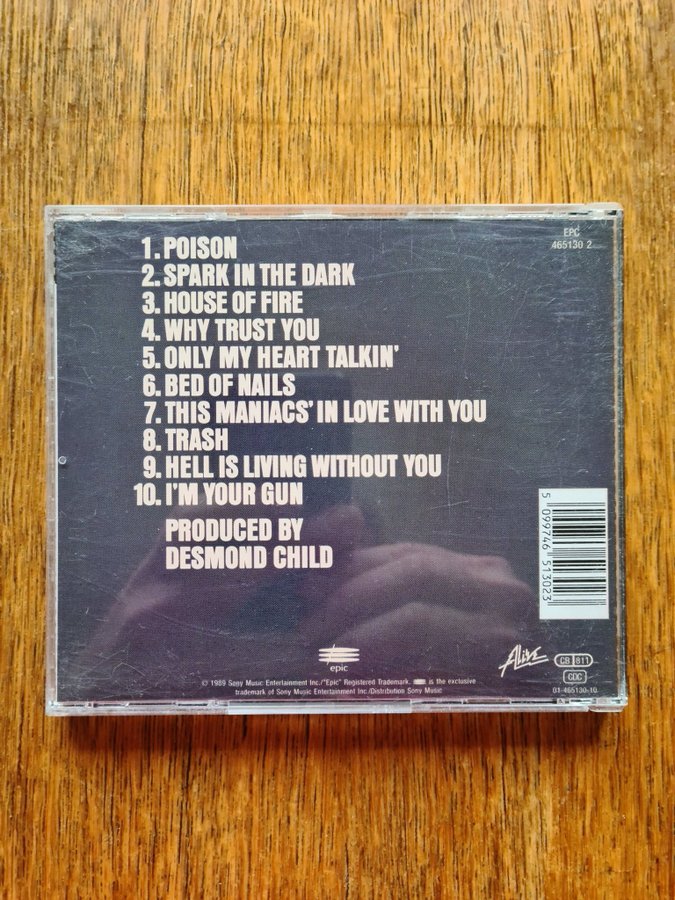 EPC
465130 2
1. POISON
2. SPARK IN THE DARK
3. HOUSE OF FIRE
4. WHY TRUST YOU
5. ONLY MY HEART TALKIN'
6. BED OF NAILS
7. THIS MANIACS' IN LOVE WITH YOU
8. TRASH
9. HELL IS LIVING WITHOUT YOU
10. I'M YOUR GUN
PRODUCED BY
DESMOND CHILD
5 099746 513023
epic
Alive
CB 811
CDC
01-465130-10
© 1989 Sony Music Entertainment Inc./"Epic" Registered Trademark. is the exclusive
trademark of Sony Music Entertainment Inc./Distribution Sony Music